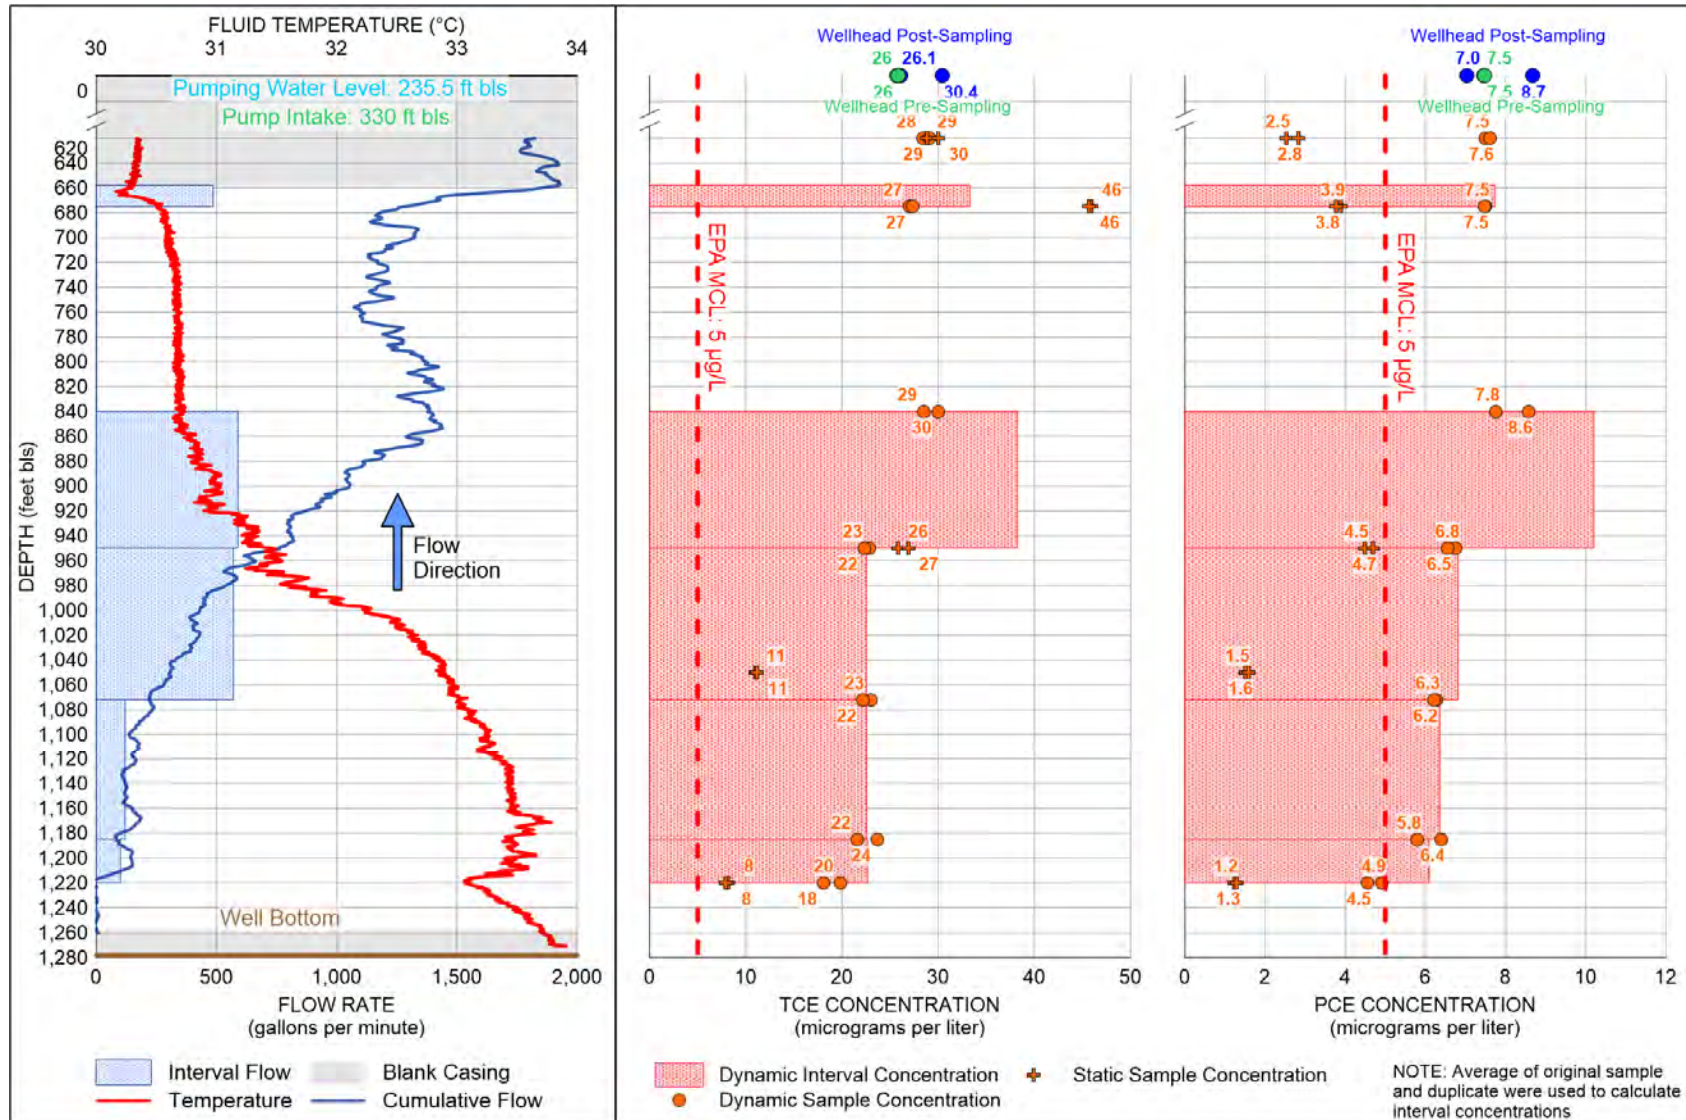 FLUID TEMPERATURE (°C)
30 31 32 33 34
Pumping Water Level: 235.5 ft bls
Pump Intake: 330 ft bls
DEPTH (feet bls)
0
620
640
660
680
700
720
740
760
780
800
820
840
860
880
900
920
940
960
980
1,000
1,020
1,040
1,060
1,080
1,100
1,120
1,140
1,160
1,180
1,200
1,220
1,240
1,260
1,280
Flow
Direction
Well Bottom
0 500 1,000 1,500 2,000
FLOW RATE
(gallons per minute)
Interval Flow
Blank Casing
Temperature
Cumulative Flow
Wellhead Post-Sampling
26 26.1
26 30.4
Wellhead Pre-Sampling
28 29
29 30
27 46
27 46
EPA MCL: 5 µg/L
29
30
23 26
22 27
11
11
23
22
22
24
8 20
8 18
0 10 20 30 40 50
TCE CONCENTRATION
(micrograms per liter)
Wellhead Post-Sampling
7.0 7.5
7.5 8.7
Wellhead Pre-Sampling
2.5 7.5
2.8 7.6
3.9 7.5
3.8 7.5
EPA MCL: 5 µg/L
7.8
8.6
4.5 6.8
4.7 6.5
1.5
1.6
6.3
6.2
5.8
6.4
1.2 4.9
1.3 4.5
0 2 4 6 8 10 12
PCE CONCENTRATION
(micrograms per liter)
Dynamic Interval Concentration
Static Sample Concentration
Dynamic Sample Concentration
NOTE: Average of original sample
and duplicate were used to calculate
interval concentrations